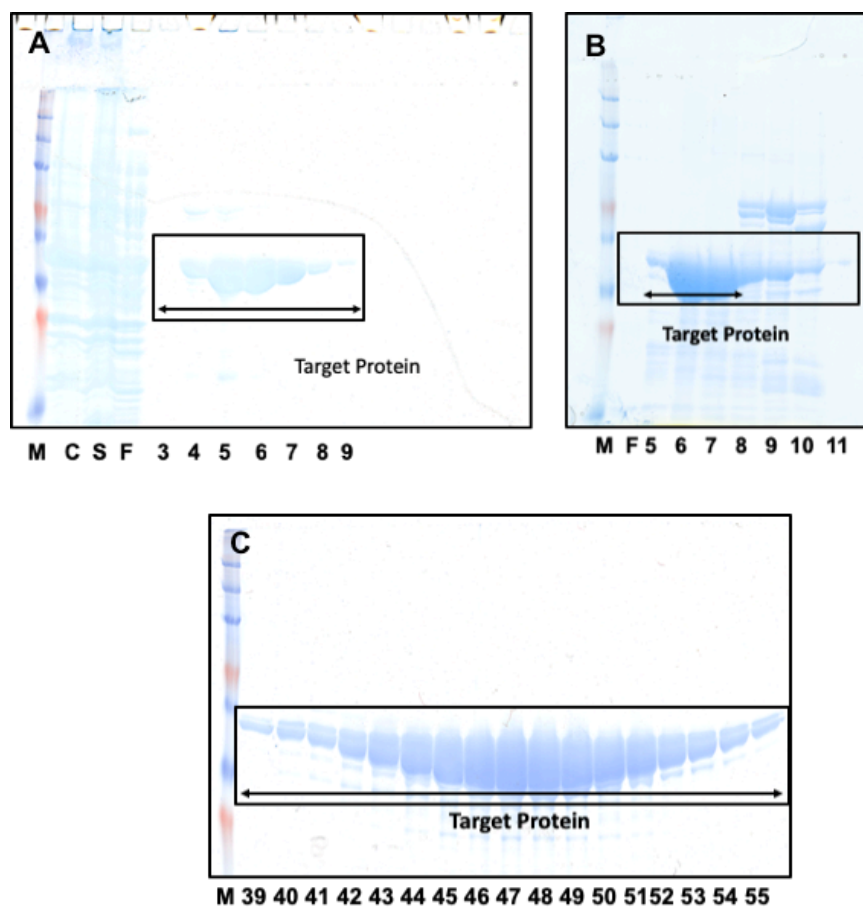 A
Target Protein
M C S F 3 4 5 6 7 8 9
B
Target Protein
M F 5 6 7 8 9 10 11
C
Target Protein
M 39 40 41 42 43 44 45 46 47 48 49 50 5152 53 54 55